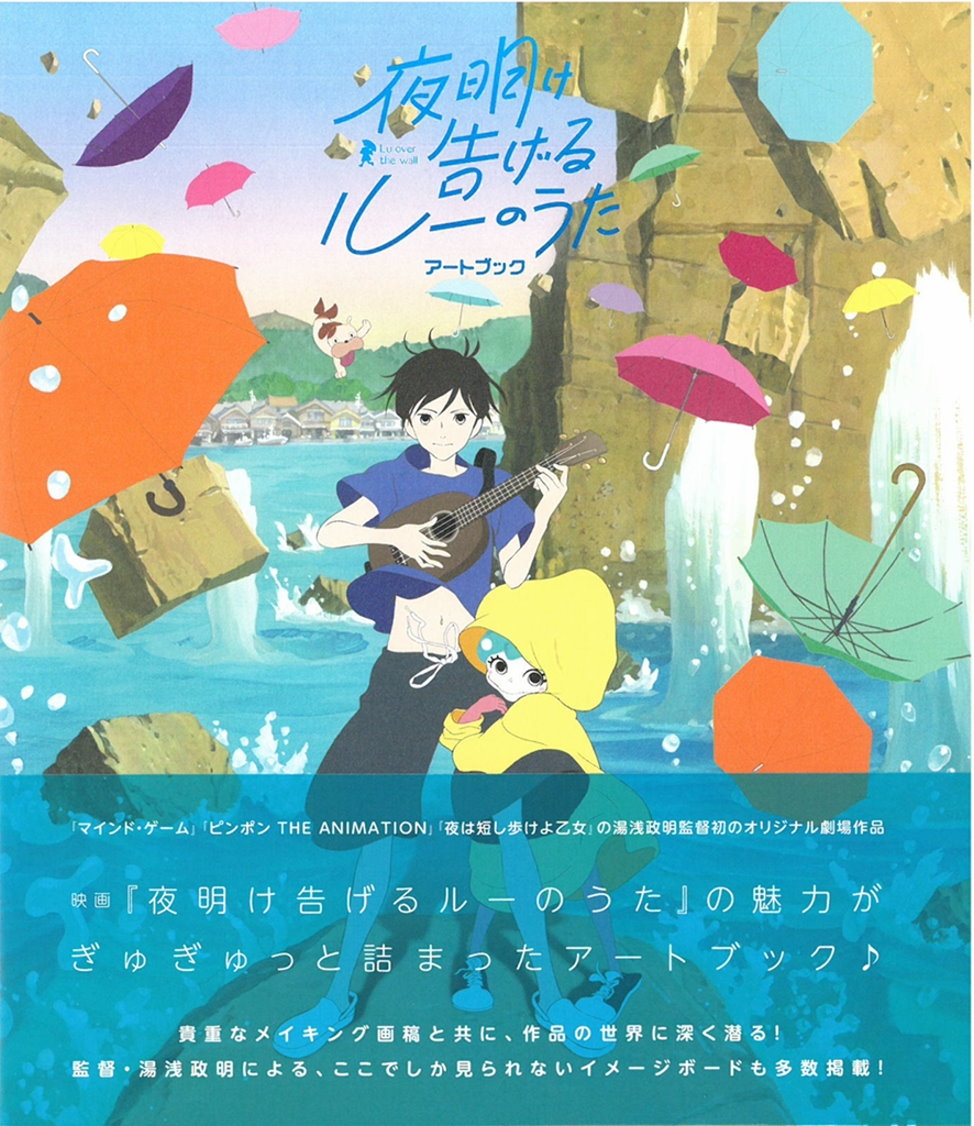 夜明け
告げる
ルーのうた
Lu over
the wall
アートブック
『マインド・ゲーム』『ピンポン THE ANIMATION』『夜は短し歩けよ乙女』の湯浅政明監督初のオリジナル劇場作品
映画『夜明け告げるルーのうた』の魅力が
ぎゅぎゅっと詰まったアートブック♪
貴重なメイキング画稿と共に、作品の世界に深く潜る！
監督・湯浅政明による、ここでしか見られないイメージボードも多数掲載！